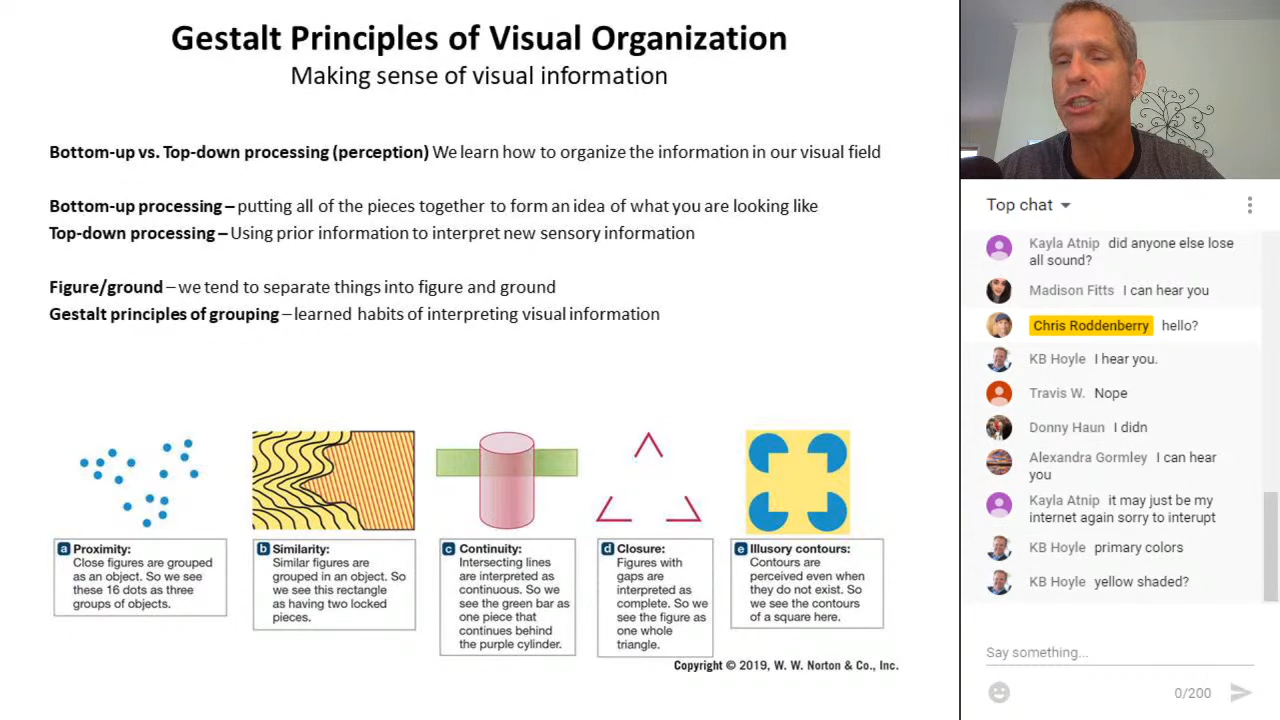 Gestalt Principles of Visual Organization
Making sense of visual information
Bottom-up vs. Top-down processing (perception) We learn how to organize the information in our visual field
Bottom-up processing – putting all of the pieces together to form an idea of what you are looking like
Top-down processing – Using prior information to interpret new sensory information
Figure/ground – we tend to separate things into figure and ground
Gestalt principles of grouping – learned habits of interpreting visual information
a Proximity:
Close figures are grouped
as an object. So we see
these 16 dots as three
groups of objects.
b Similarity:
Similar figures are
grouped in an object. So
we see this rectangle
as having two locked
pieces.
c Continuity:
Intersecting lines
are interpreted as
continuous. So we
see the green bar as
one piece that
continues behind
the purple cylinder.
d Closure:
Figures with
gaps are
interpreted as
complete. So we
see the figure as
one whole
triangle.
e Illusory contours:
Contours are
perceived even when
they do not exist. So
we see the contours
of a square here.
Copyright © 2019, W. W. Norton & Co., Inc.
Top chat
Kayla Atnip did anyone else lose
all sound?
Madison Fitts I can hear you
Chris Roddenberry hello?
KB Hoyle I hear you.
Travis W. Nope
Donny Haun I didn
Alexandra Gormley I can hear
you
Kayla Atnip it may just be my
internet again sorry to interupt
KB Hoyle primary colors
KB Hoyle yellow shaded?
Say something...
0/200